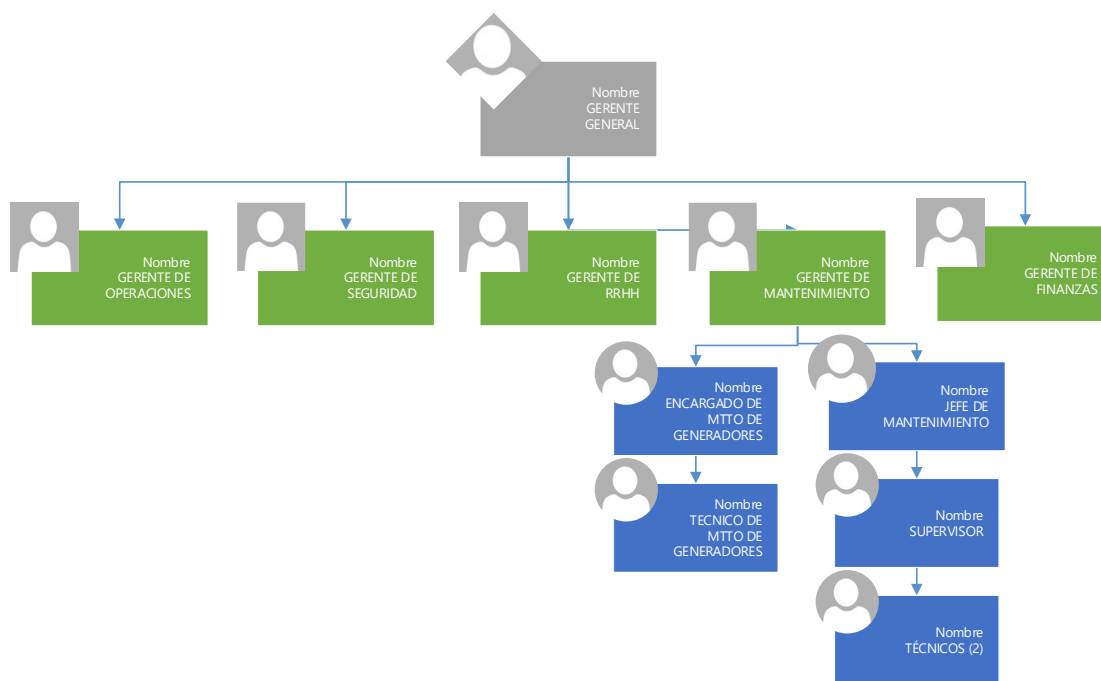 Nombre
GERENTE
GENERAL
Nombre
GERENTE DE
OPERACIONES
Nombre
GERENTE DE
SEGURIDAD
Nombre
GERENTE DE
RRHH
Nombre
GERENTE DE
MANTENIMIENTO
Nombre
GERENTE DE
FINANZAS
Nombre
ENCARGADO DE
MTTO DE
GENERADORES
Nombre
JEFE DE
MANTENIMIENTO
Nombre
TECNICO DE
MTTO DE
GENERADORES
Nombre
SUPERVISOR
Nombre
TÉCNICOS (2)